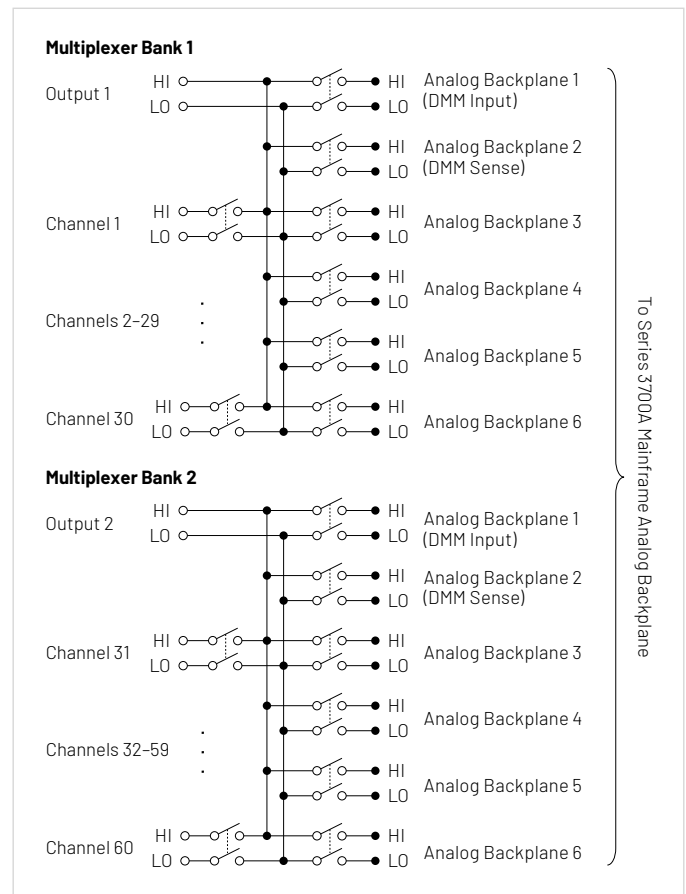 Multiplexer Bank 1
Output 1
HI
LO
HI
LO
Analog Backplane 1
(DMM Input)
HI
LO
Analog Backplane 2
(DMM Sense)
Channel 1
HI
LO
HI
LO
Analog Backplane 3
HI
LO
Analog Backplane 4
Channels 2–29
HI
LO
Analog Backplane 5
Channel 30
HI
LO
HI
LO
Analog Backplane 6
Multiplexer Bank 2
Output 2
HI
LO
HI
LO
Analog Backplane 1
(DMM Input)
HI
LO
Analog Backplane 2
(DMM Sense)
Channel 31
HI
LO
HI
LO
Analog Backplane 3
HI
LO
Analog Backplane 4
Channels 32–59
HI
LO
Analog Backplane 5
Channel 60
HI
LO
HI
LO
Analog Backplane 6
To Series 3700A Mainframe Analog Backplane